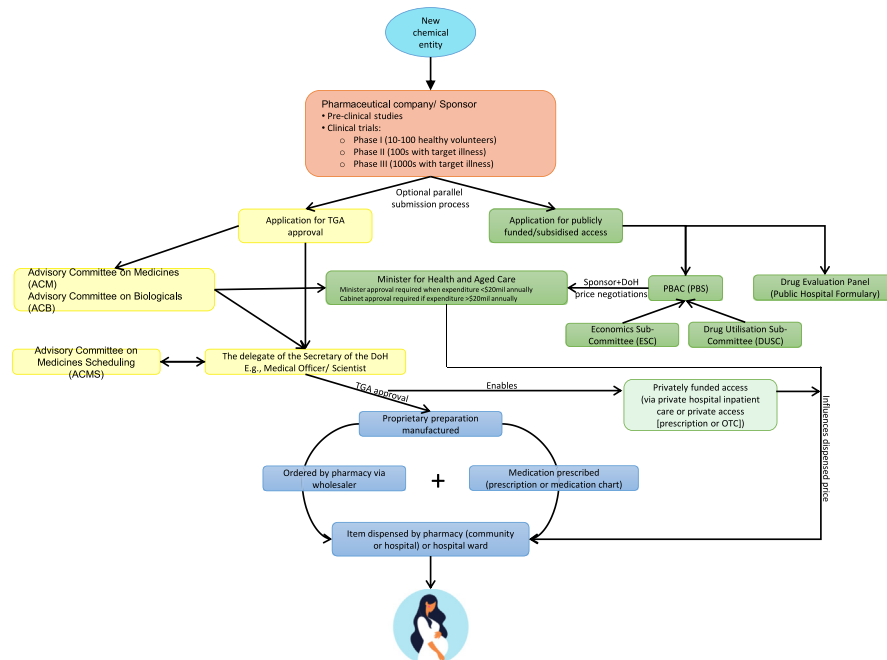 New
chemical
entity
Pharmaceutical company/ Sponsor
• Pre-clinical studies
• Clinical trials:
o Phase I (10-100 healthy volunteers)
o Phase II (100s with target illness)
o Phase III (1000s with target illness)
Optional parallel
submission process
Application for TGA
approval
Application for publicly
funded/subsidised access
Advisory Committee on Medicines
(ACM)
Advisory Committee on Biologicals
(ACB)
Minister for Health and Aged Care
Minister approval required when expenditure <$20mil annually
Cabinet approval required if expenditure >$20mil annually
Sponsor+DoH
price negotiations
PBAC (PBS)
Drug Evaluation Panel
(Public Hospital Formulary)
Economics Sub-
Committee (ESC)
Drug Utilisation Sub-
Committee (DUSC)
Advisory Committee on
Medicines Scheduling
(ACMS)
The delegate of the Secretary of the DoH
E.g., Medical Officer/ Scientist
TGA approval
Enables
Privately funded access
(via private hospital inpatient
care or private access
[prescription or OTC])
Influences dispensed price
Proprietary preparation
manufactured
Ordered by pharmacy via
wholesaler
+
Medication prescribed
(prescription or medication chart)
Item dispensed by pharmacy (community
or hospital) or hospital ward